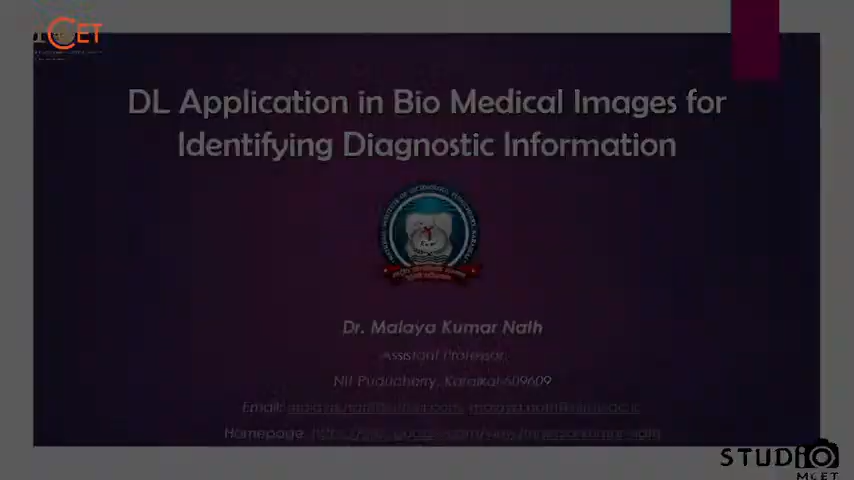 CET
DL Application in Bio Medical Images for
Identifying Diagnostic Information
Dr. Malaya Kumar Nath
Assistant Professor,
NIT Puducherry, Karaikal-609609
Email:
Homepage:
STUDIO
MCET